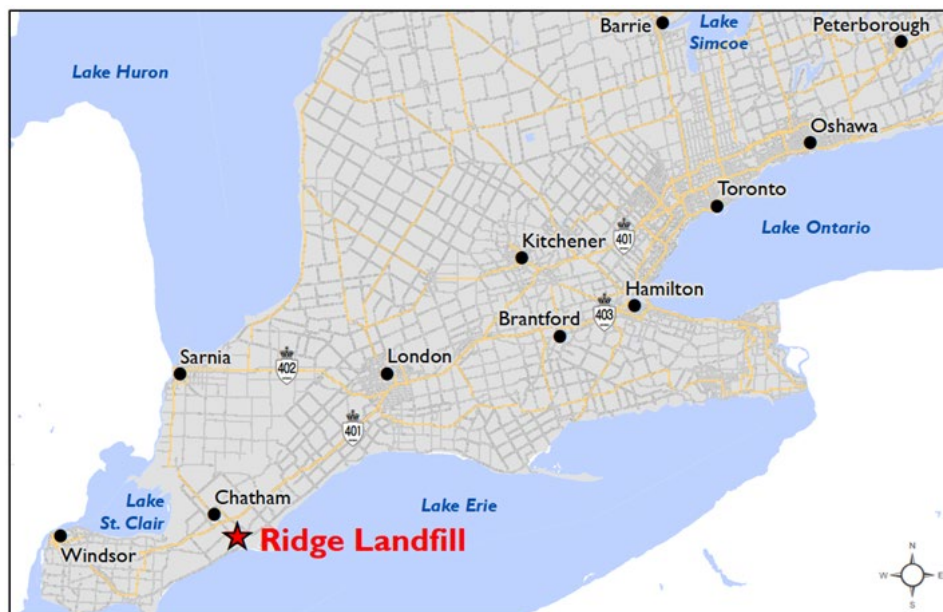 Barrie
Lake
Simcoe
Peterborough
Lake Huron
Oshawa
Toronto
Lake Ontario
Kitchener
401
Hamilton
Brantford
403
Sarnia
402
London
401
Chatham
Lake
St. Clair
Lake Erie
Windsor
Ridge Landfill
N
W
E
S